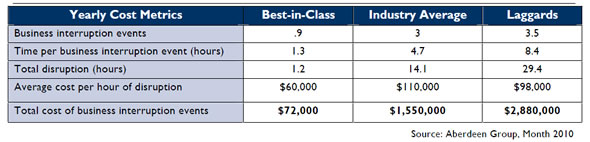 Yearly Cost Metrics Best-in-Class Industry Average Laggards
Business interruption events .9 3 3.5
Time per business interruption event (hours) 1.3 4.7 8.4
Total disruption (hours) 1.2 14.1 29.4
Average cost per hour of disruption $60,000 $110,000 $98,000
Total cost of business interruption events $72,000 $1,550,000 $2,880,000
Source: Aberdeen Group, Month 2010